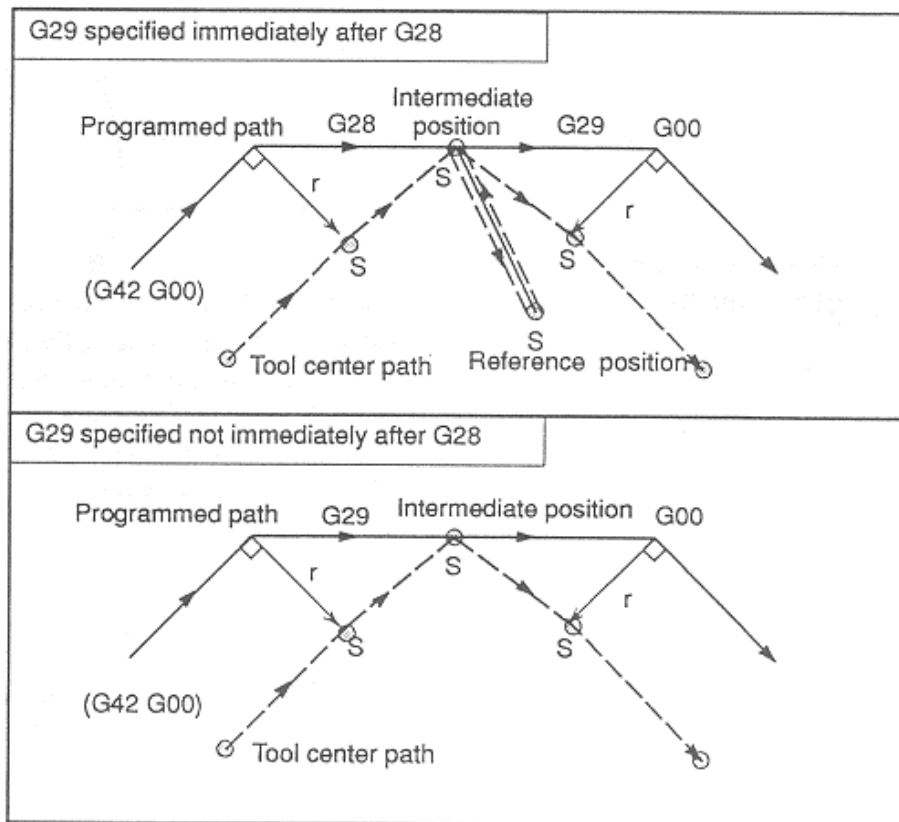 G29 specified immediately after G28
Intermediate
position
Programmed path
G28
G29
G00
r
S
r
S
S
(G42 G00)
S
Tool center path
Reference position
G29 specified not immediately after G28
Programmed path
G29
Intermediate position
G00
S
r
r
S
S
(G42 G00)
Tool center path